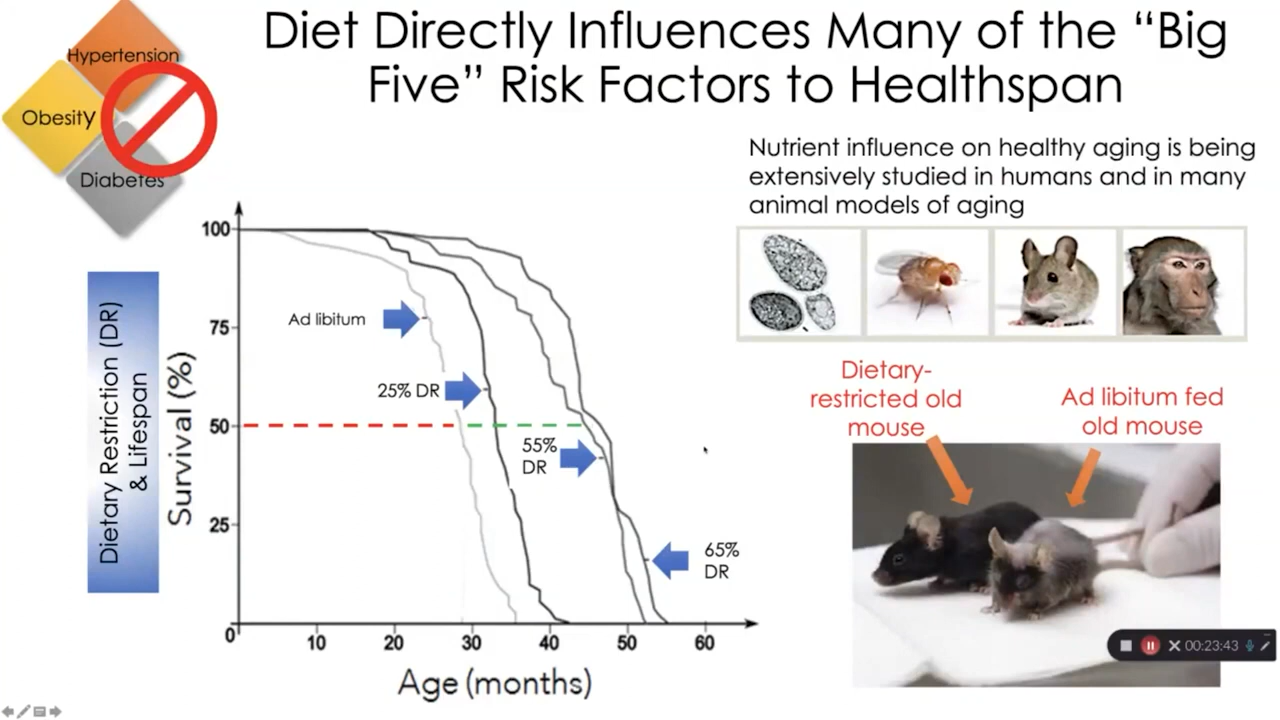 Diet Directly Influences Many of the “Big
Five” Risk Factors to Healthspan
Hypertension
Obesity
Diabetes
Nutrient influence on healthy aging is being
extensively studied in humans and in many
animal models of aging
Dietary Restriction (DR)
& Lifespan
Survival (%)
100
75
50
25
0
10
20
30
40
50
60
Age (months)
Ad libitum
25% DR
55%
DR
65%
DR
Dietary-
restricted old
mouse
Ad libitum fed
old mouse
00:23:43